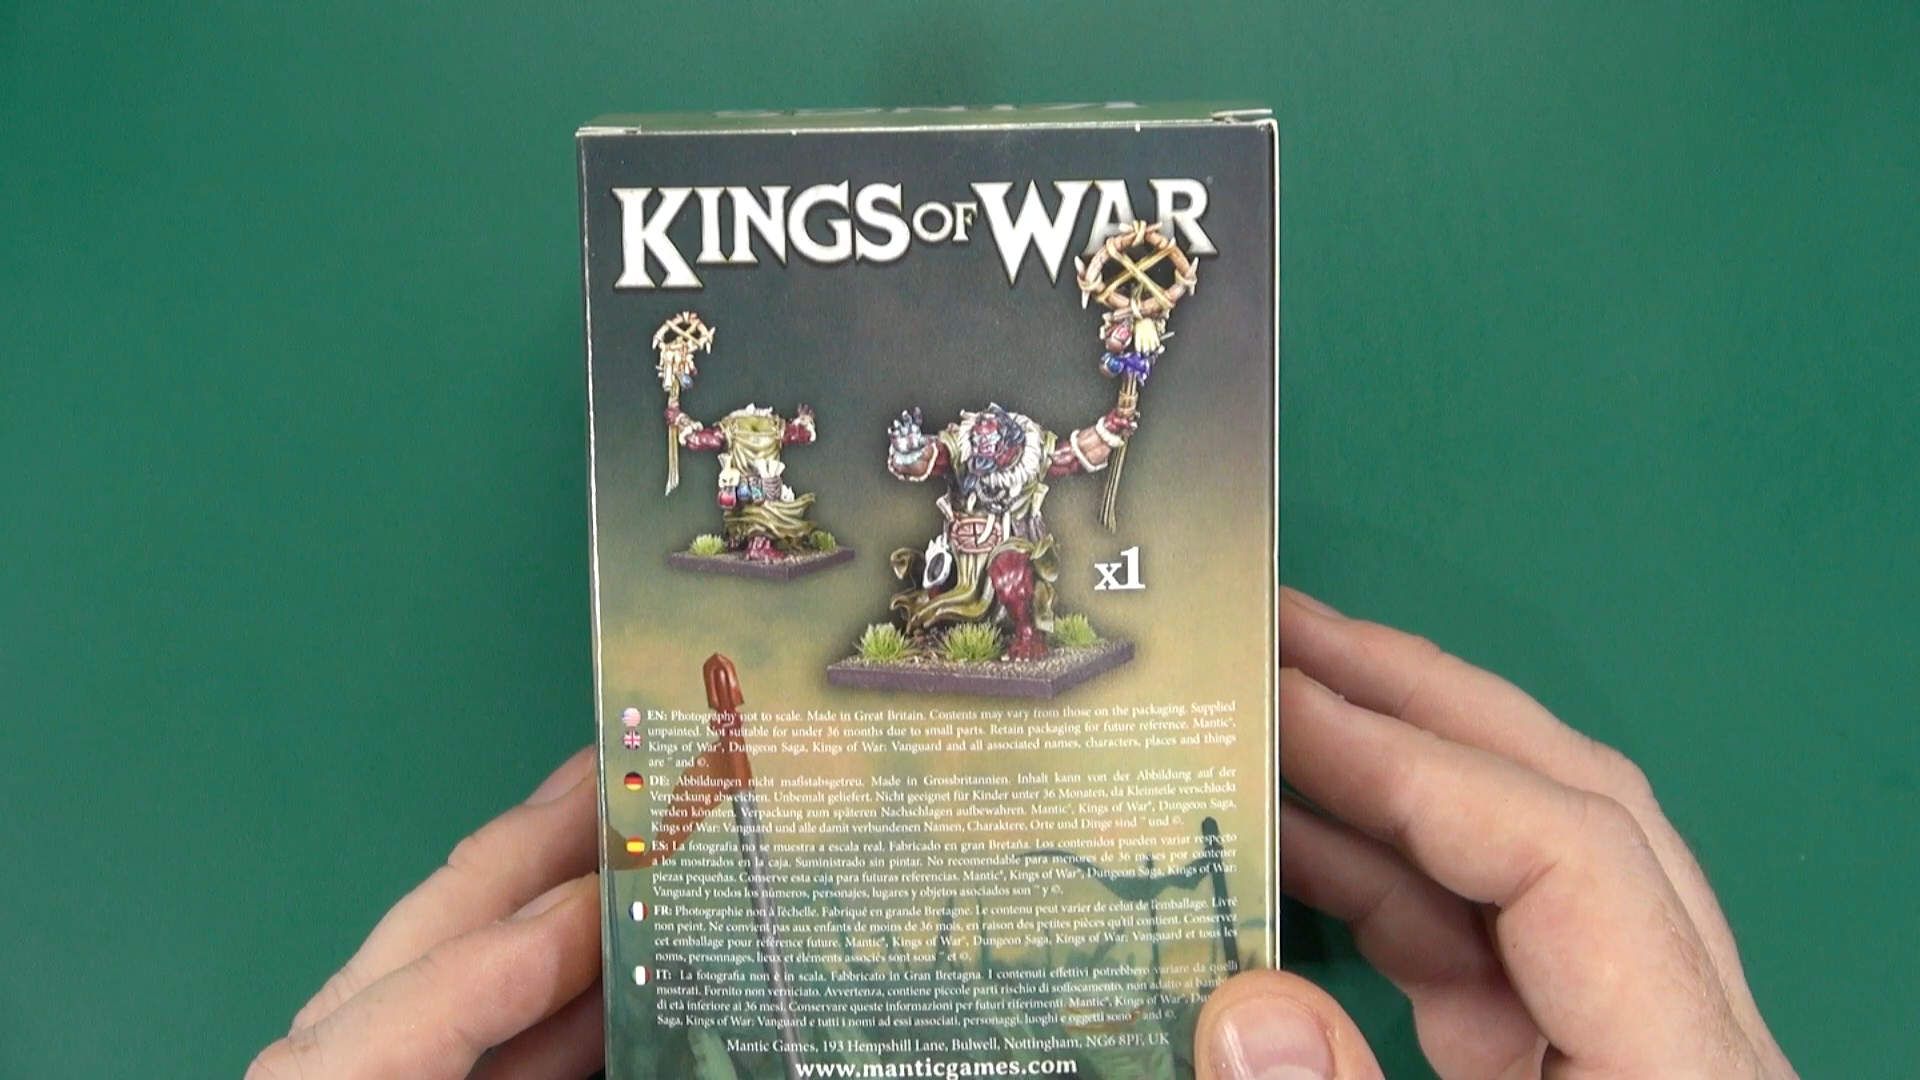 KINGS OF WAR
x1
EN: Photography not to scale. Made in Great Britain. Contents may vary from those on the packaging. Supplied
unpainted. Not suitable for under 36 months due to small parts. Retain packaging for future reference. Mantic®,
Kings of War®, Dungeon Saga, Kings of War: Vanguard and all associated names, characters, places and things
are ™ and ©.
DE: Abbildungen nicht maßstabsgetreu. Made in Grossbritannien. Inhalt kann von der Abbildung auf der
Verpackung abweichen. Unbemalt geliefert. Nicht geeignet für Kinder unter 36 Monaten, da Kleinteile verschluckt
werden könnten. Verpackung zum späteren Nachschlagen aufbewahren. Mantic®, Kings of War®, Dungeon Saga,
Kings of War: Vanguard und alle damit verbundenen Namen, Charaktere, Orte und Dinge sind ™ und ©.
ES: La fotografia no se muestra a escala real. Fabricado en gran Bretaña. Los contenidos pueden variar respecto
a los mostrados en la caja. Suministrado sin pintar. No recomendable para menores de 36 meses por contener
piezas pequeñas. Conserve esta caja para futuras referencias. Mantic®, Kings of War®, Dungeon Saga, Kings of War:
Vanguard y todos los números, personajes, lugares y objetos asociados son ™ y ©.
FR: Photographie non à l'échelle. Fabriqué en grande Bretagne. Le contenu peut varier de celui de l'emballage. Livré
non peint. Ne convient pas aux enfants de moins de 36 mois, en raison des petites pièces qu'il contient. Conservez
cet emballage pour référence future. Mantic®, Kings of War®, Dungeon Saga, Kings of War: Vanguard et tous les
noms, personnages, lieux et éléments associés sont sous ™ et ©.
IT: La fotografia non è in scala. Fabbricato in Gran Bretagna. I contenuti effettivi potrebbero variare da quelli
mostrati. Fornito non verniciato. Avvertenza, contiene piccole parti rischio di soffocamento, non adatto ai
di età inferiore ai 36 mesi. Conservare queste informazioni per futuri riferimenti. Mantic®, Kings of War®,
Saga, Kings of War: Vanguard e tutti i nomi ad essi associati, personaggi, luoghi e oggetti sono ™ and ©.
Mantic Games, 193 Hempshill Lane, Bulwell, Nottingham, NG6 8PF, UK
www.manticgames.com